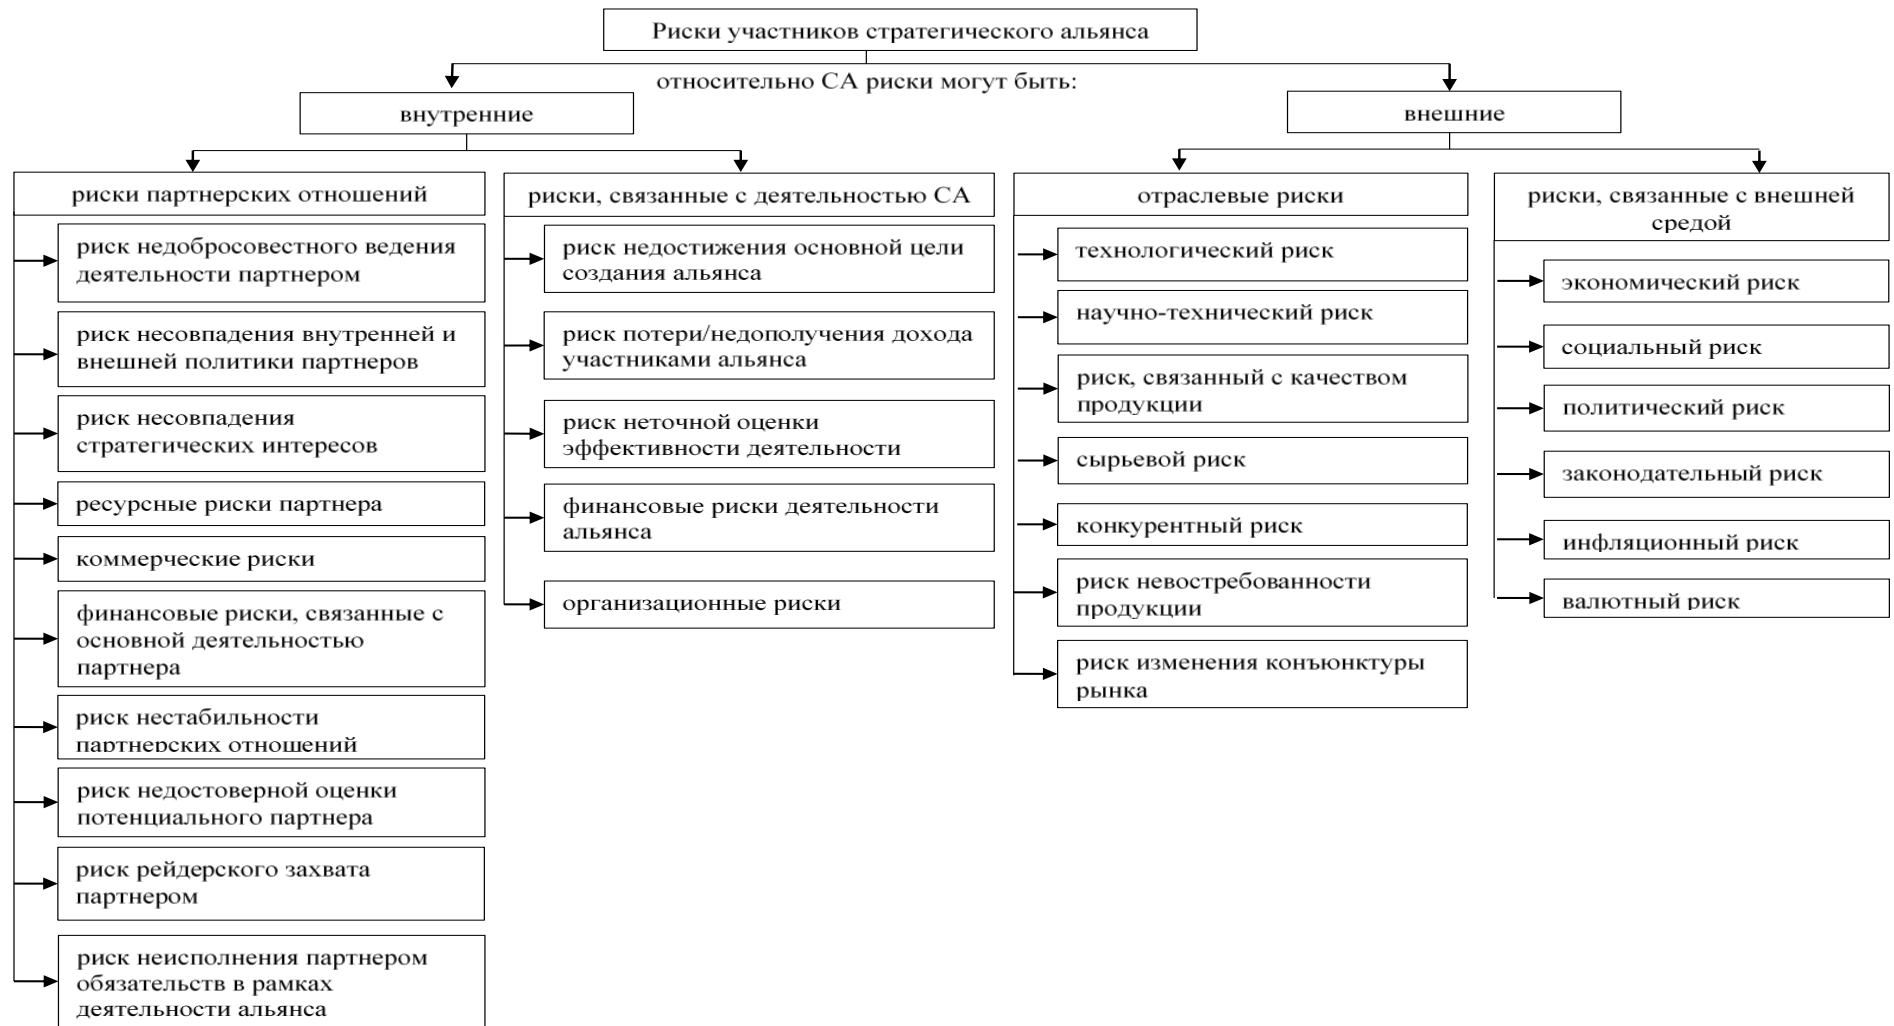 Риски участников стратегического альянса
относительно СА риски могут быть:
внутренние
внешние
риски партнерских отношений
риск недобросовестного ведения
деятельности партнером
риск несовпадения внутренней и
внешней политики партнеров
риск несовпадения
стратегических интересов
ресурсные риски партнера
коммерческие риски
финансовые риски, связанные с
основной деятельностью
партнера
риск нестабильности
партнерских отношений
риск недостоверной оценки
потенциального партнера
риск рейдерского захвата
партнером
риск неисполнения партнером
обязательств в рамках
деятельности альянса
риски, связанные с деятельностью СА
риск недостижения основной цели
создания альянса
риск потери/недополучения дохода
участниками альянса
риск неточной оценки
эффективности деятельности
финансовые риски деятельности
альянса
организационные риски
отраслевые риски
технологический риск
научно-технический риск
риск, связанный с качеством
продукции
сырьевой риск
конкурентный риск
риск невостребованности
продукции
риск изменения конъюнктуры
рынка
риски, связанные с внешней
средой
экономический риск
социальный риск
политический риск
законодательный риск
инфляционный риск
валютный риск